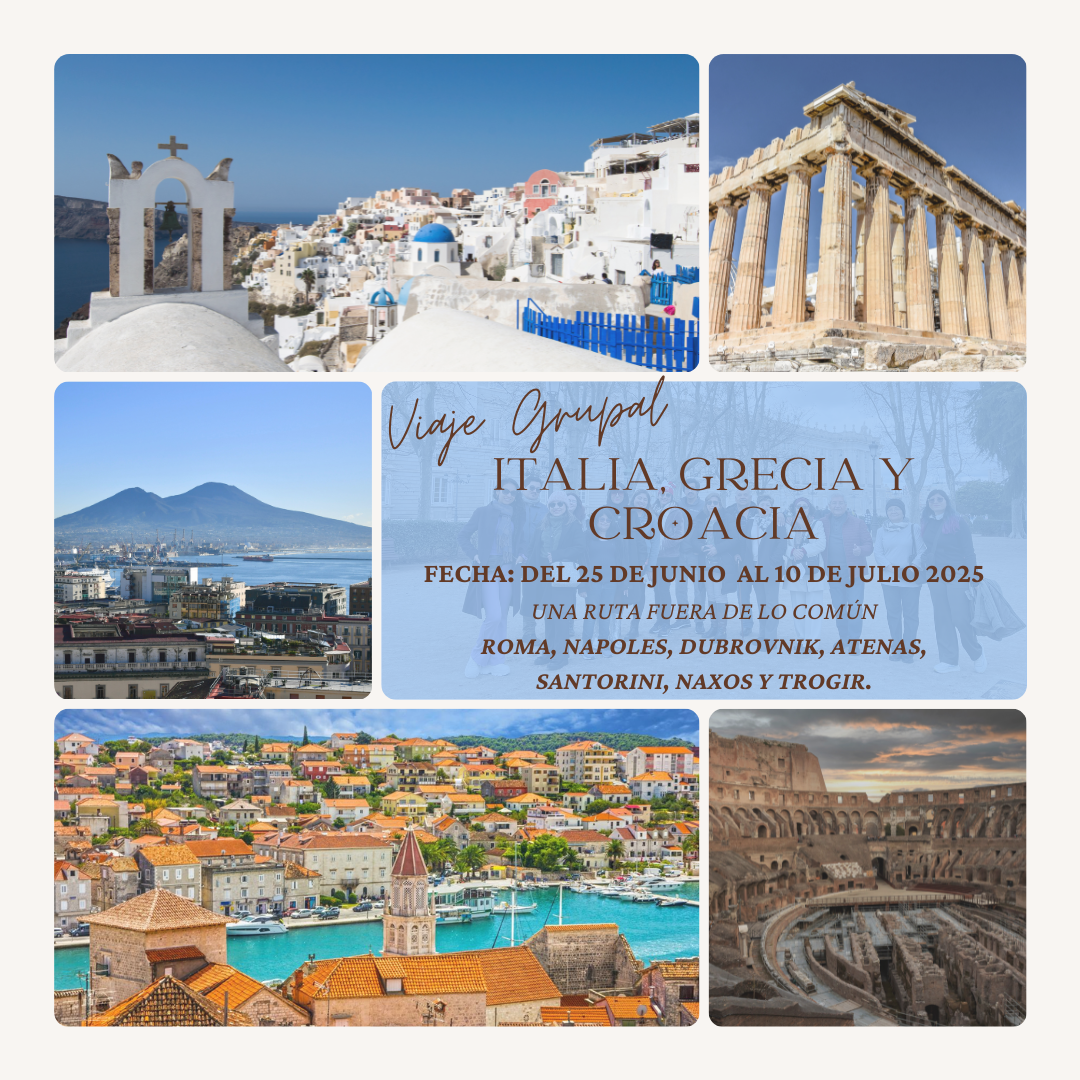 Viaje Grupal
ITALIA, GRECIA Y
CROACIA
FECHA: DEL 25 DE JUNIO AL 10 DE JULIO 2025
UNA RUTA FUERA DE LO COMÚN
ROMA, NAPOLES, DUBROVNIK, ATENAS,
SANTORINI, NAXOS Y TROGIR.